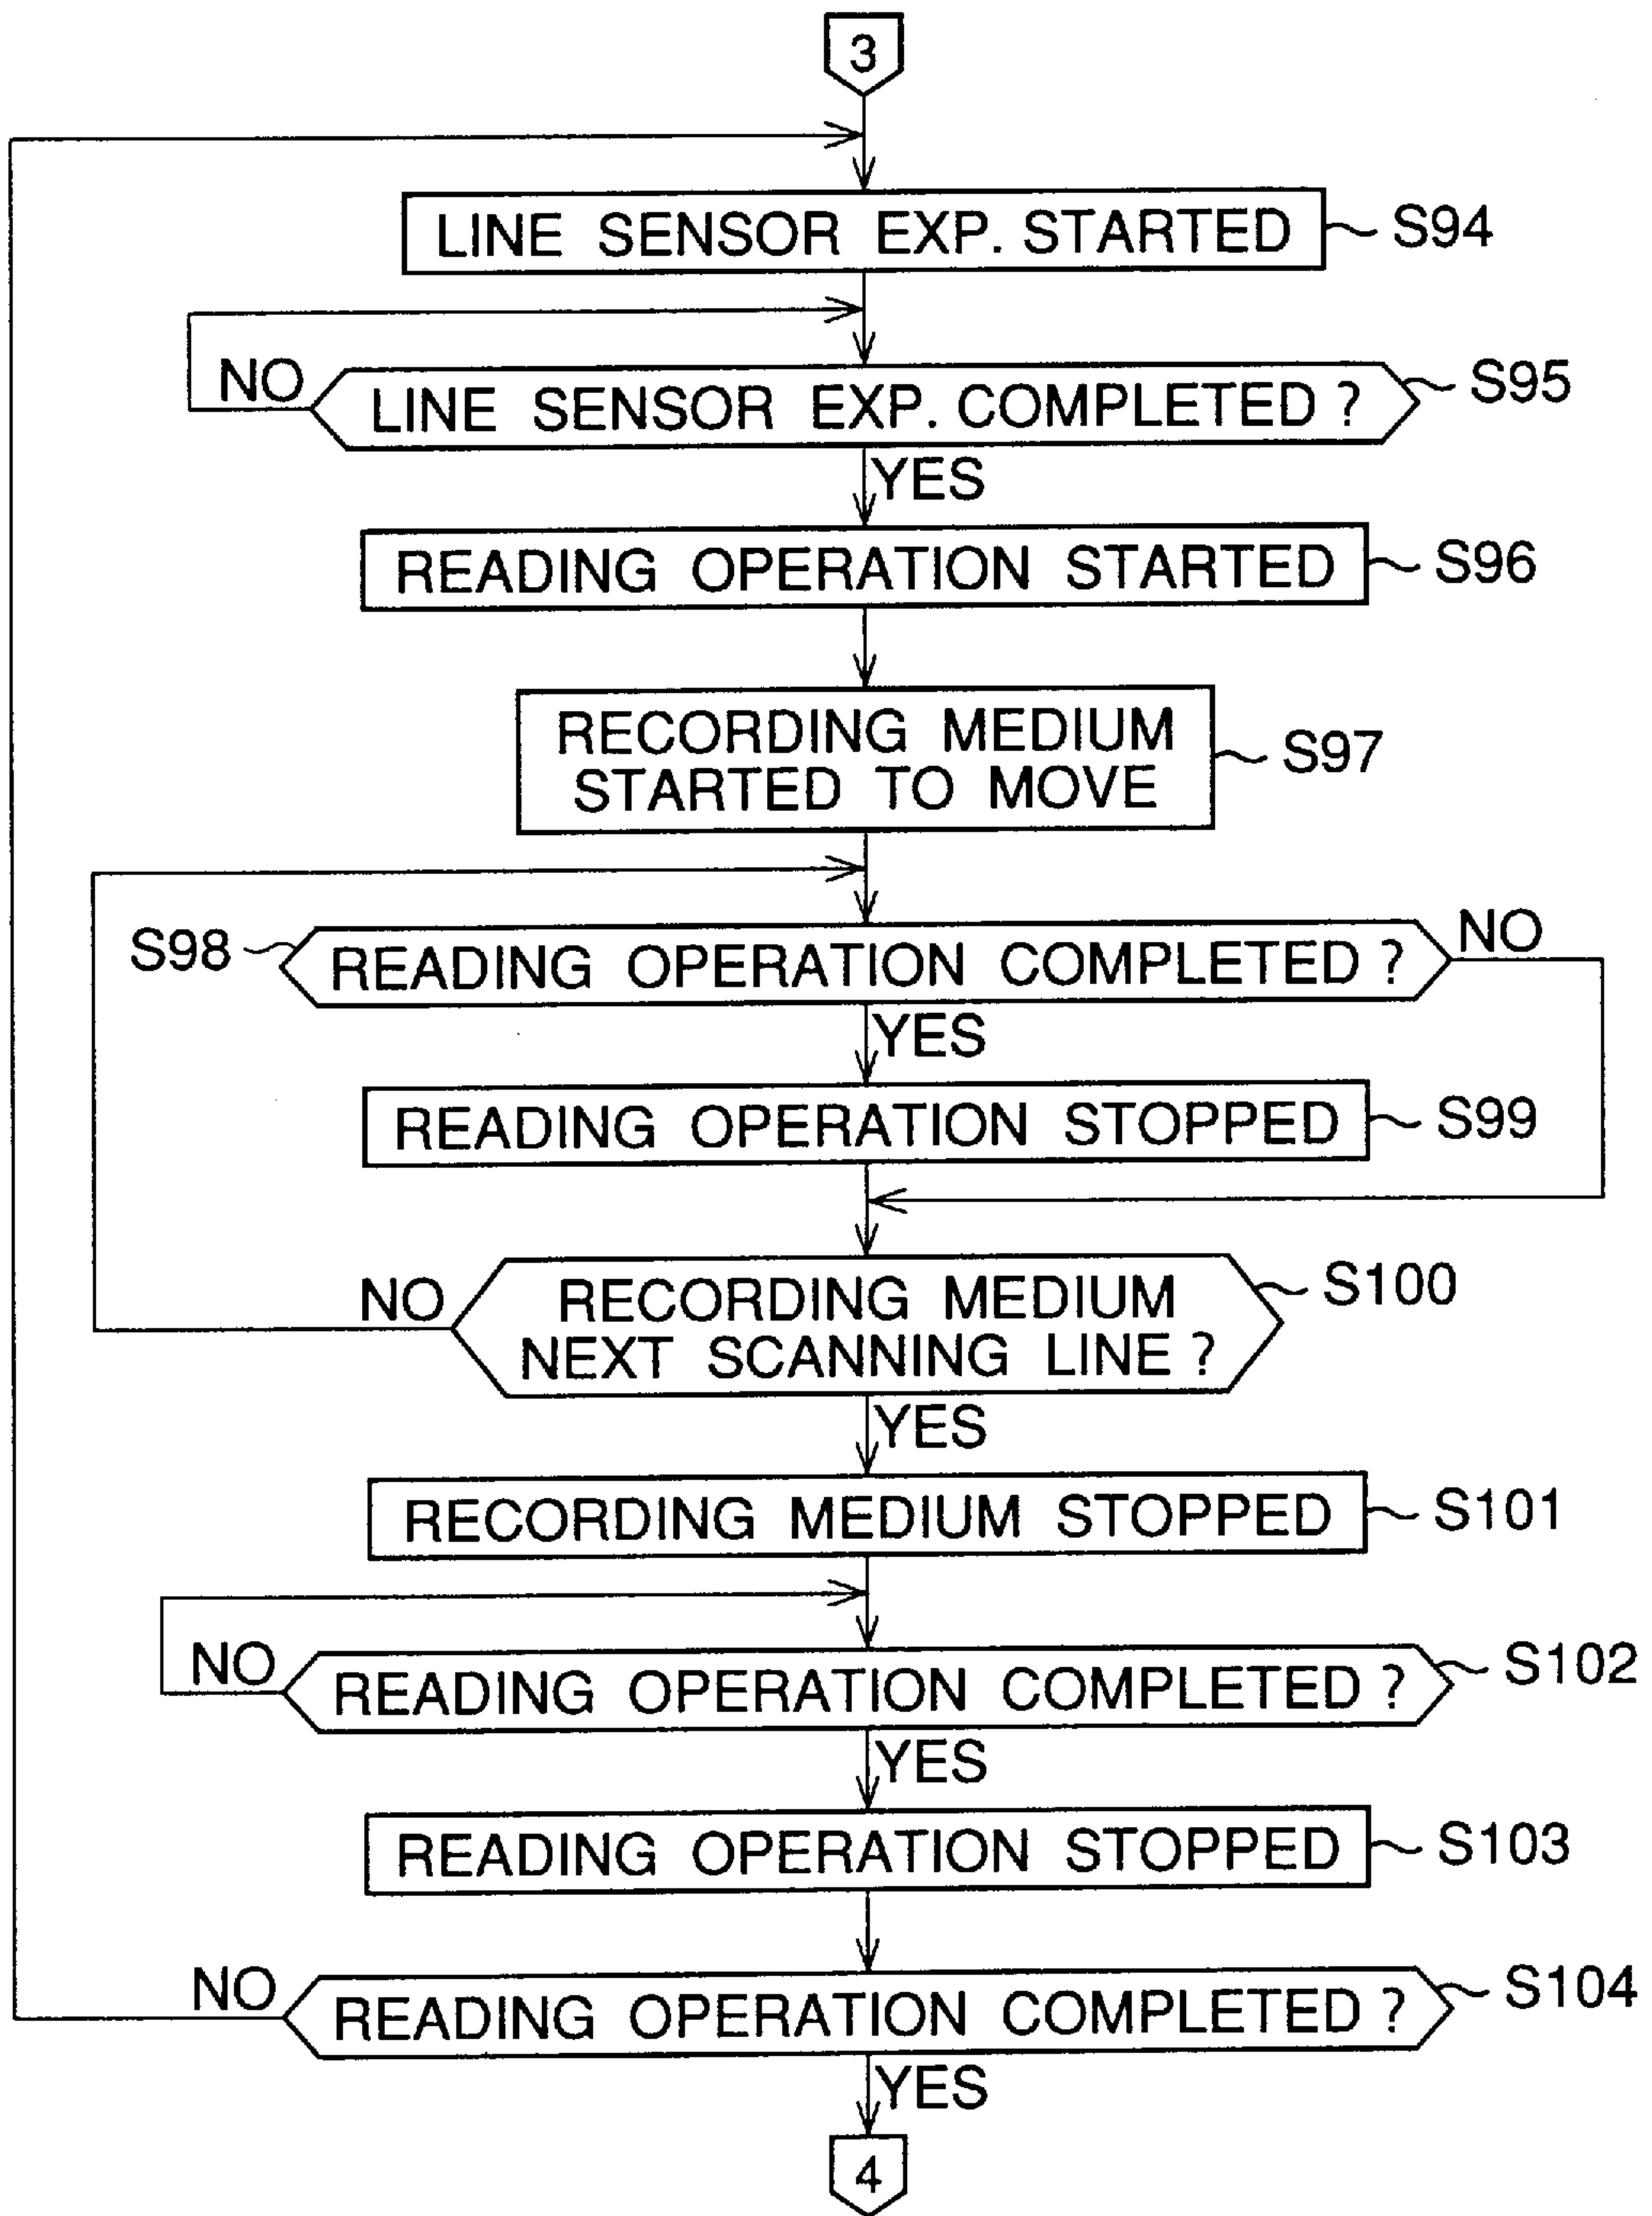 3
LINE SENSOR EXP. STARTED
S94
NO
LINE SENSOR EXP. COMPLETED ?
S95
YES
READING OPERATION STARTED
S96
RECORDING MEDIUM
STARTED TO MOVE
S97
S98
READING OPERATION COMPLETED ?
NO
YES
READING OPERATION STOPPED
S99
NO
RECORDING MEDIUM
NEXT SCANNING LINE ?
S100
YES
RECORDING MEDIUM STOPPED
S101
NO
READING OPERATION COMPLETED ?
S102
YES
READING OPERATION STOPPED
S103
NO
READING OPERATION COMPLETED ?
S104
YES
4